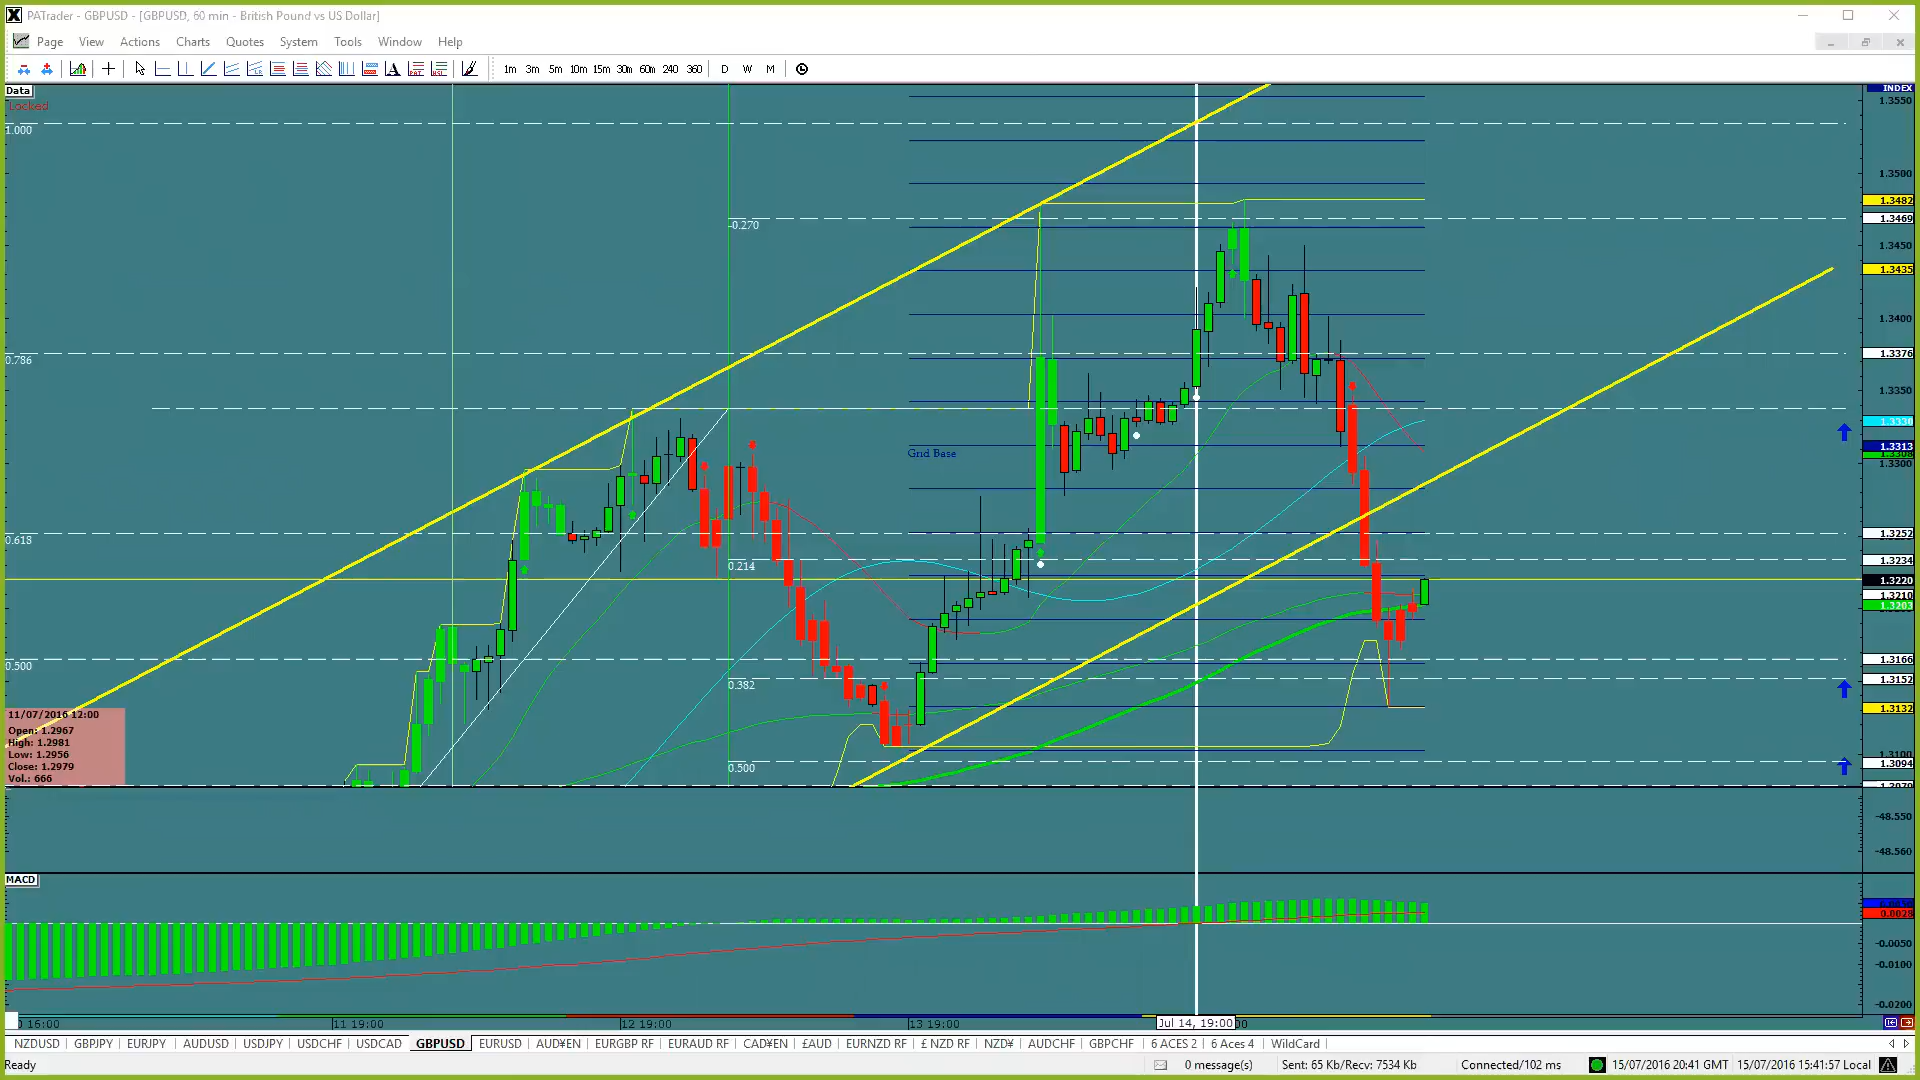 PATrader - GBPUSD - [GBPUSD, 60 min - British Pound vs US Dollar]
Page View Actions Charts Quotes System Tools Window Help
1m 3m 5m 10m 15m 30m 60m 240 360 D W M
Data
Locked
INDEX
1.3550
1.000
1.3500
1.3482
1.3469
-0.270
1.3450
1.3435
1.3400
1.3376
0.786
1.3350
1.3330
1.3313
Grid Base
1.3300
1.3252
0.618
1.3234
0.214
1.3220
1.3210
1.3203
1.3166
0.500
1.3152
0.382
1.3132
11/07/2016 12:00
Open: 1.2967
High: 1.2981
Low: 1.2956
Close: 1.2979
Vol.: 666
1.3100
1.3094
0.500
-48.550
-48.560
MACD
0.0028
-0.0050
-0.0100
-0.0200
16:00 11 19:00 12 19:00 13 19:00 Jul 14, 19:00
NZDUSD GBPJPY EURJPY AUDUSD USDJPY USDCHF USDCAD GBPUSD EURUSD AUD¥EN EURGBP RF EURAUD RF CAD¥EN £AUD EURNZD RF £ NZD RF NZD¥ AUDCHF GBPCHF 6 ACES 2 6 Aces 4 WildCard
Ready 0 message(s) Sent: 65 Kb/Recv: 7534 Kb Connected/102 ms 15/07/2016 20:41 GMT 15/07/2016 15:41:57 Local